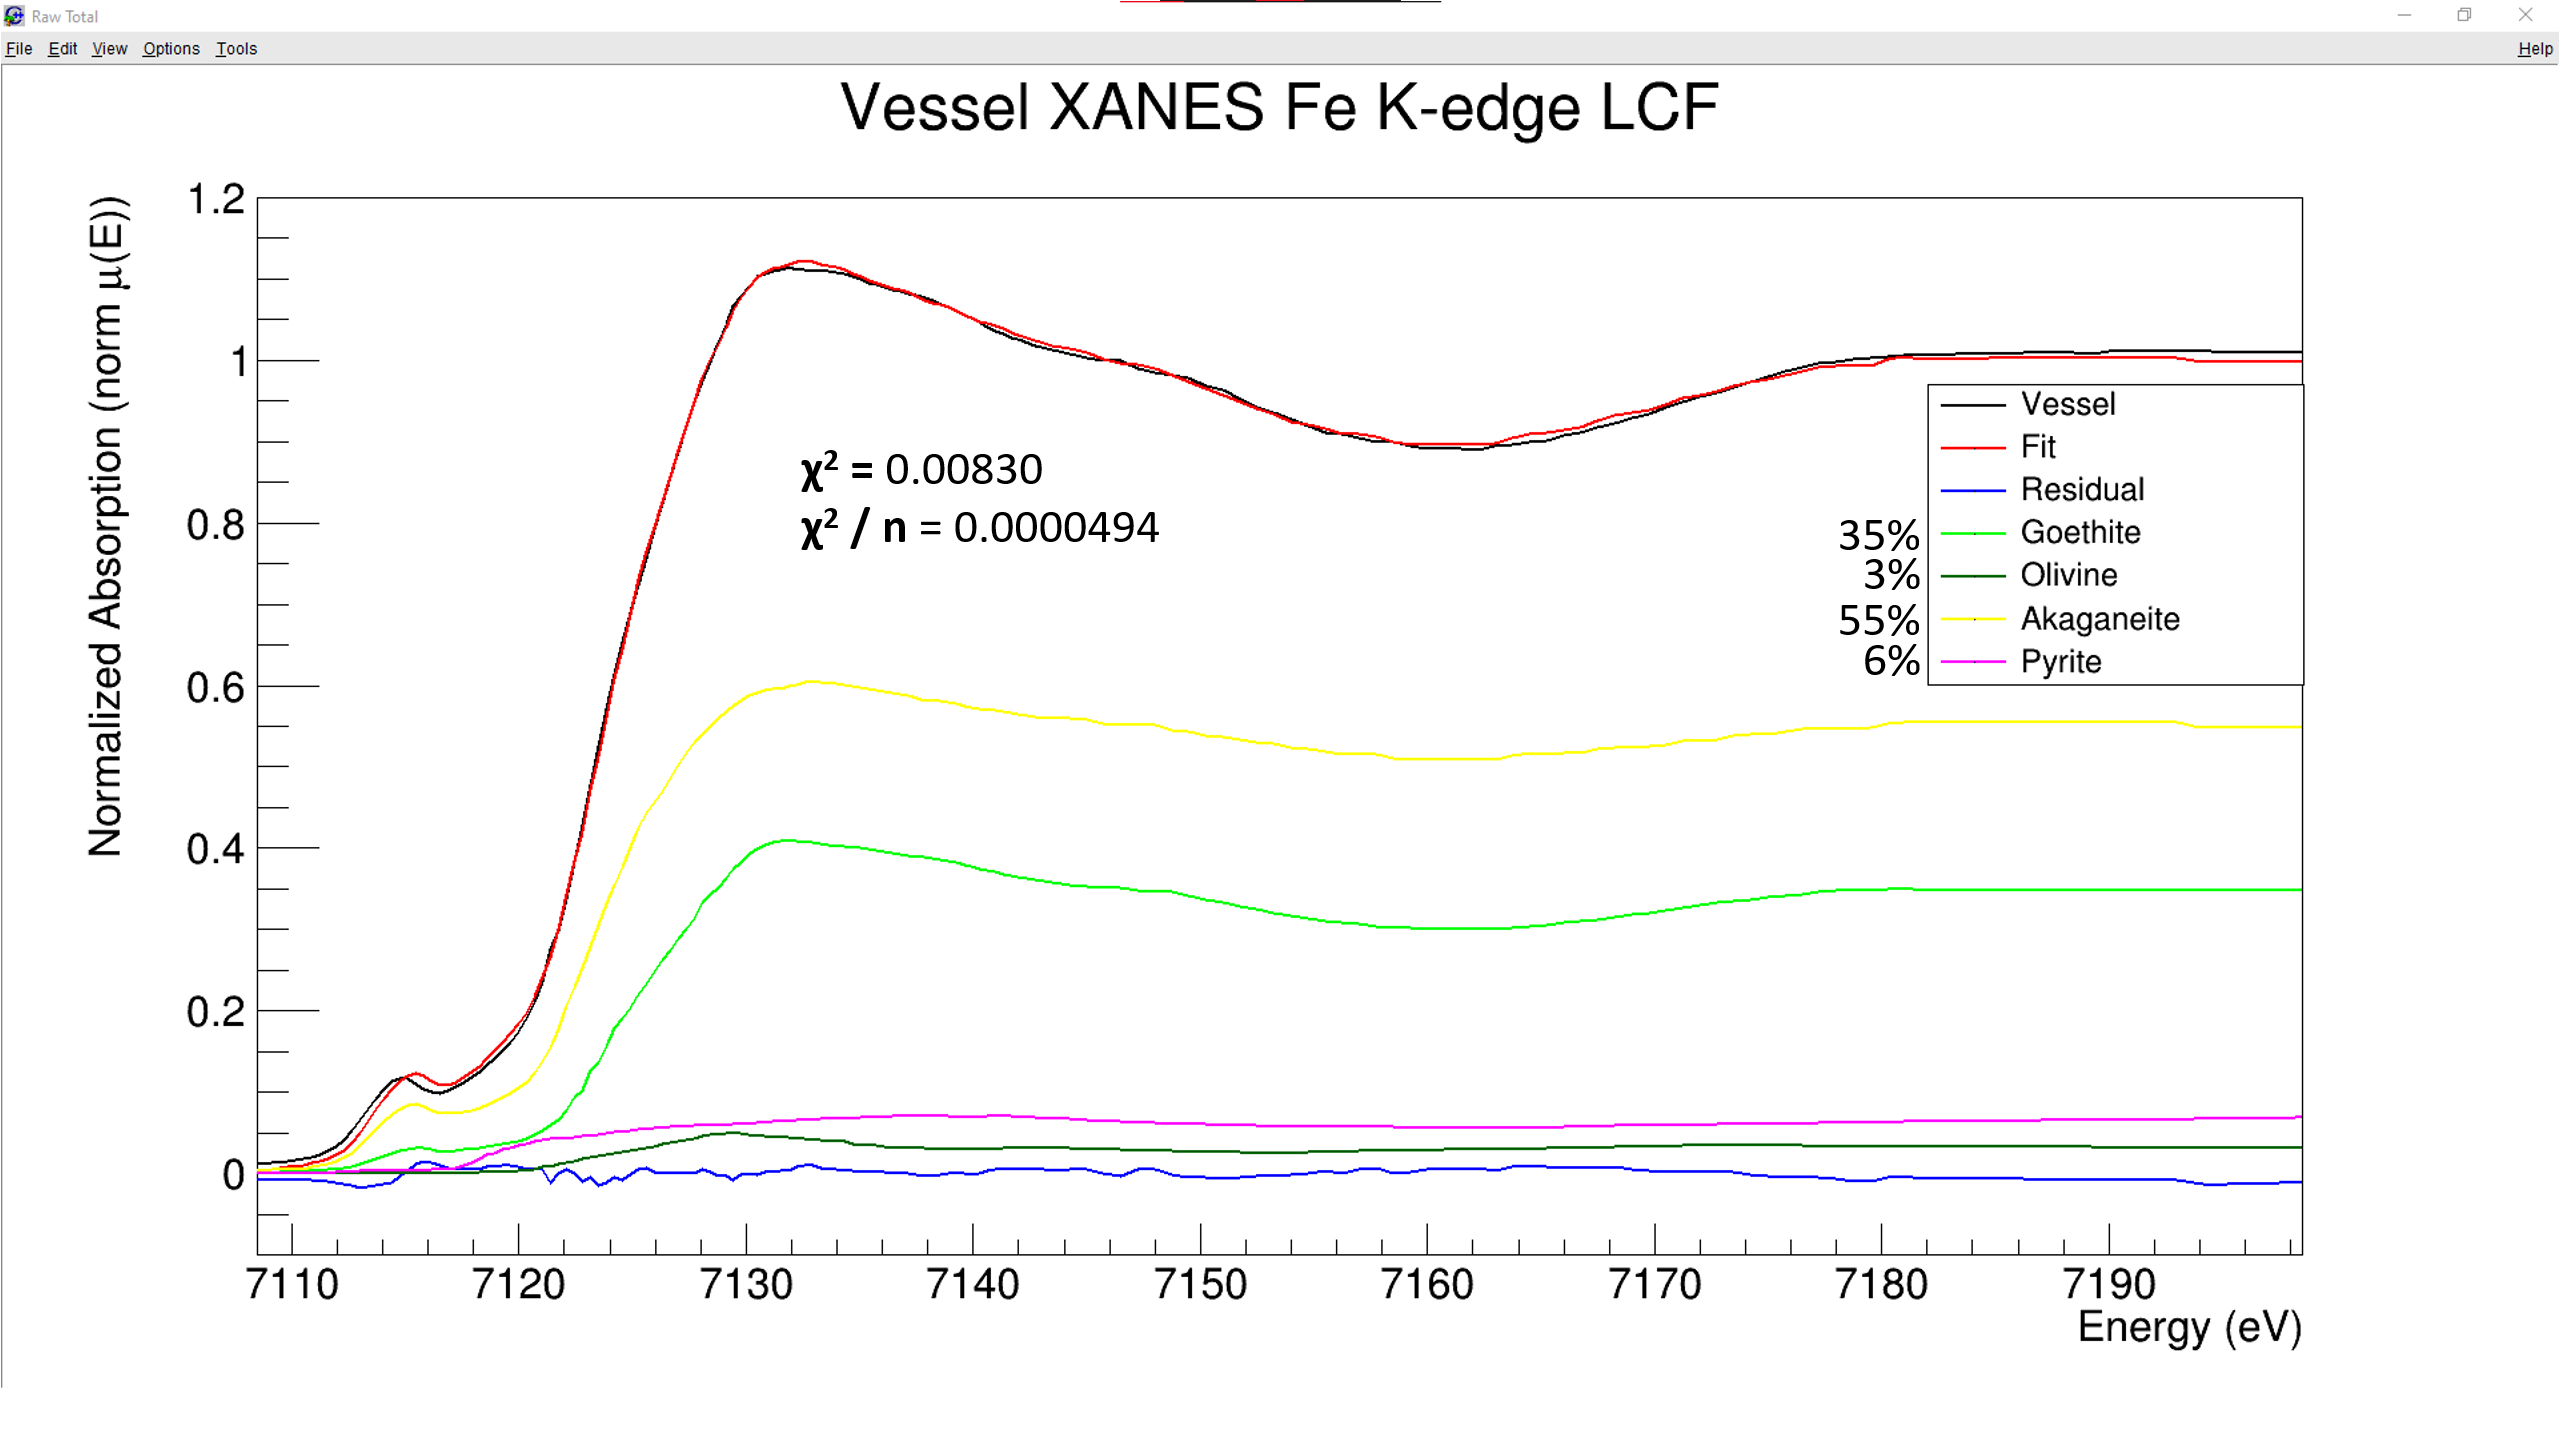 Raw Total
File Edit View Options Tools Help
Vessel XANES Fe K-edge LCF
Normalized Absorption (norm μ(E))
1.2
1
0.8
0.6
0.4
0.2
0
χ² = 0.00830
χ² / n = 0.0000494
Vessel
Fit
Residual
35% Goethite
3% Olivine
55% Akaganeite
6% Pyrite
7110 7120 7130 7140 7150 7160 7170 7180 7190
Energy (eV)